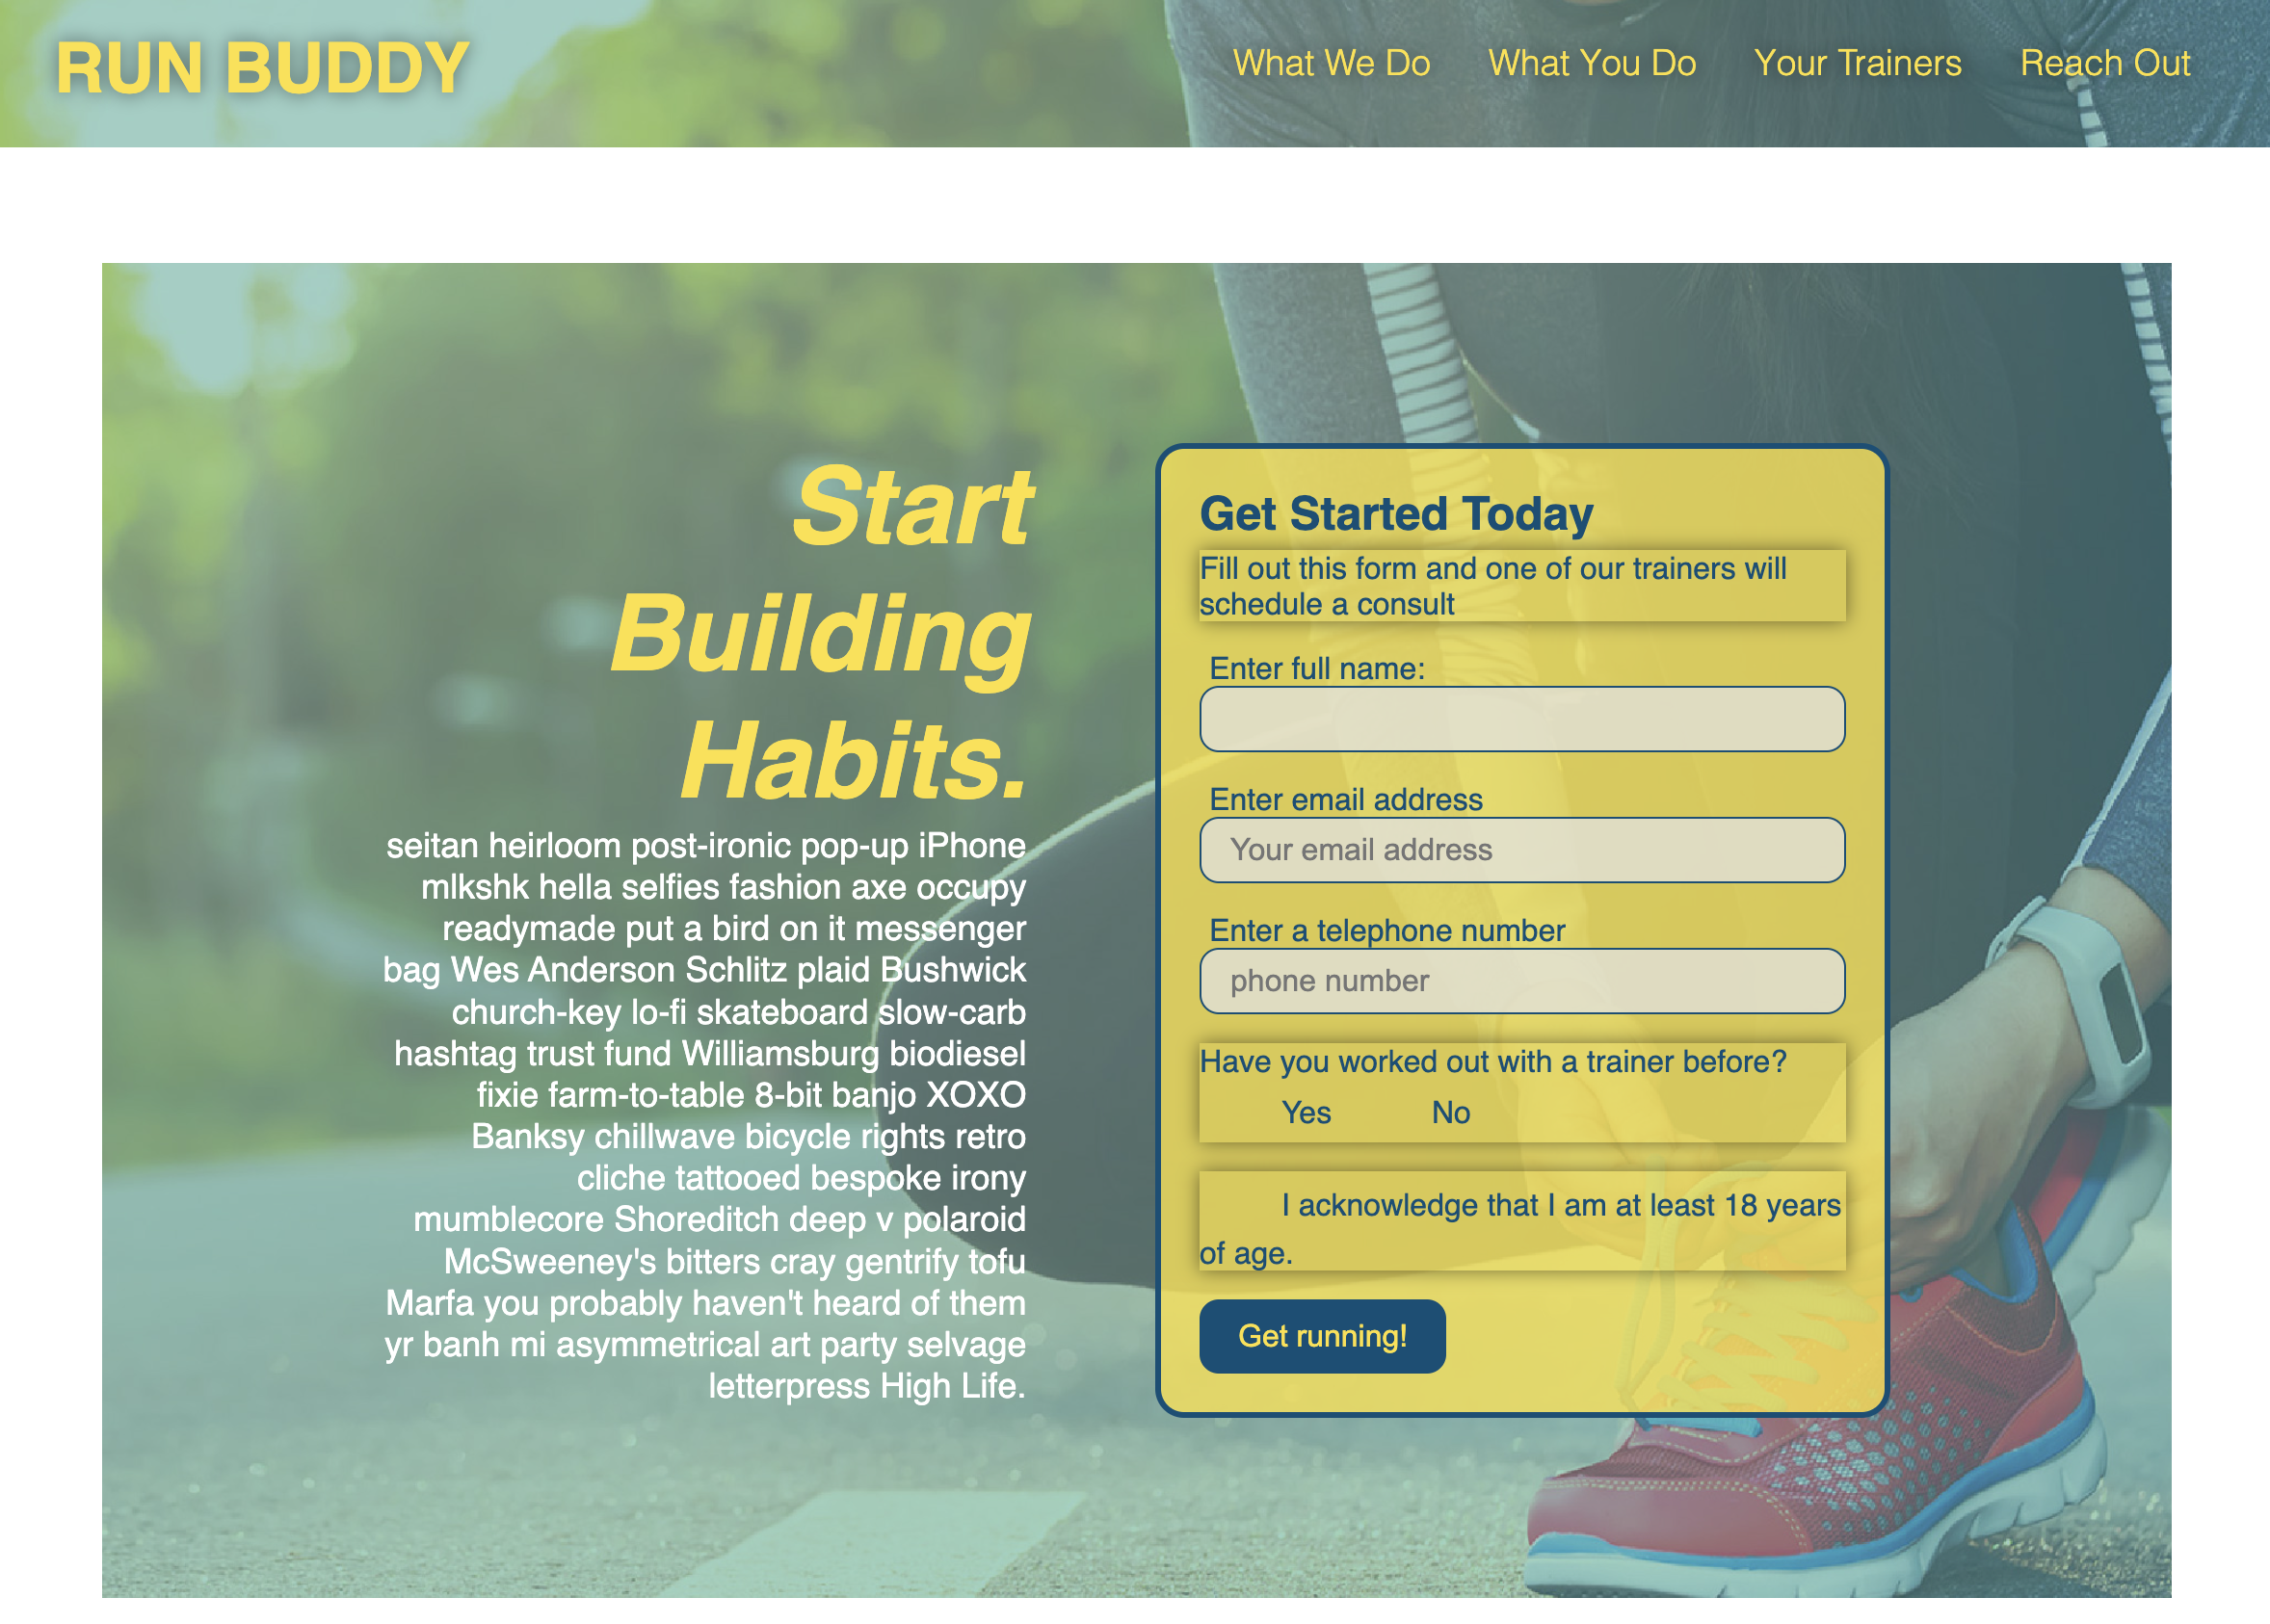 RUN BUDDY
What We Do What You Do Your Trainers Reach Out
Start
Building
Habits.
seitan heirloom post-ironic pop-up iPhone
mlkshk hella selfies fashion axe occupy
readymade put a bird on it messenger
bag Wes Anderson Schlitz plaid Bushwick
church-key lo-fi skateboard slow-carb
hashtag trust fund Williamsburg biodiesel
fixie farm-to-table 8-bit banjo XOXO
Banksy chillwave bicycle rights retro
cliche tattooed bespoke irony
mumblecore Shoreditch deep v polaroid
McSweeney's bitters cray gentrify tofu
Marfa you probably haven't heard of them
yr banh mi asymmetrical art party selvage
letterpress High Life.
Get Started Today
Fill out this form and one of our trainers will
schedule a consult
Enter full name:
Enter email address
Your email address
Enter a telephone number
phone number
Have you worked out with a trainer before?
Yes No
I acknowledge that I am at least 18 years
of age.
Get running!